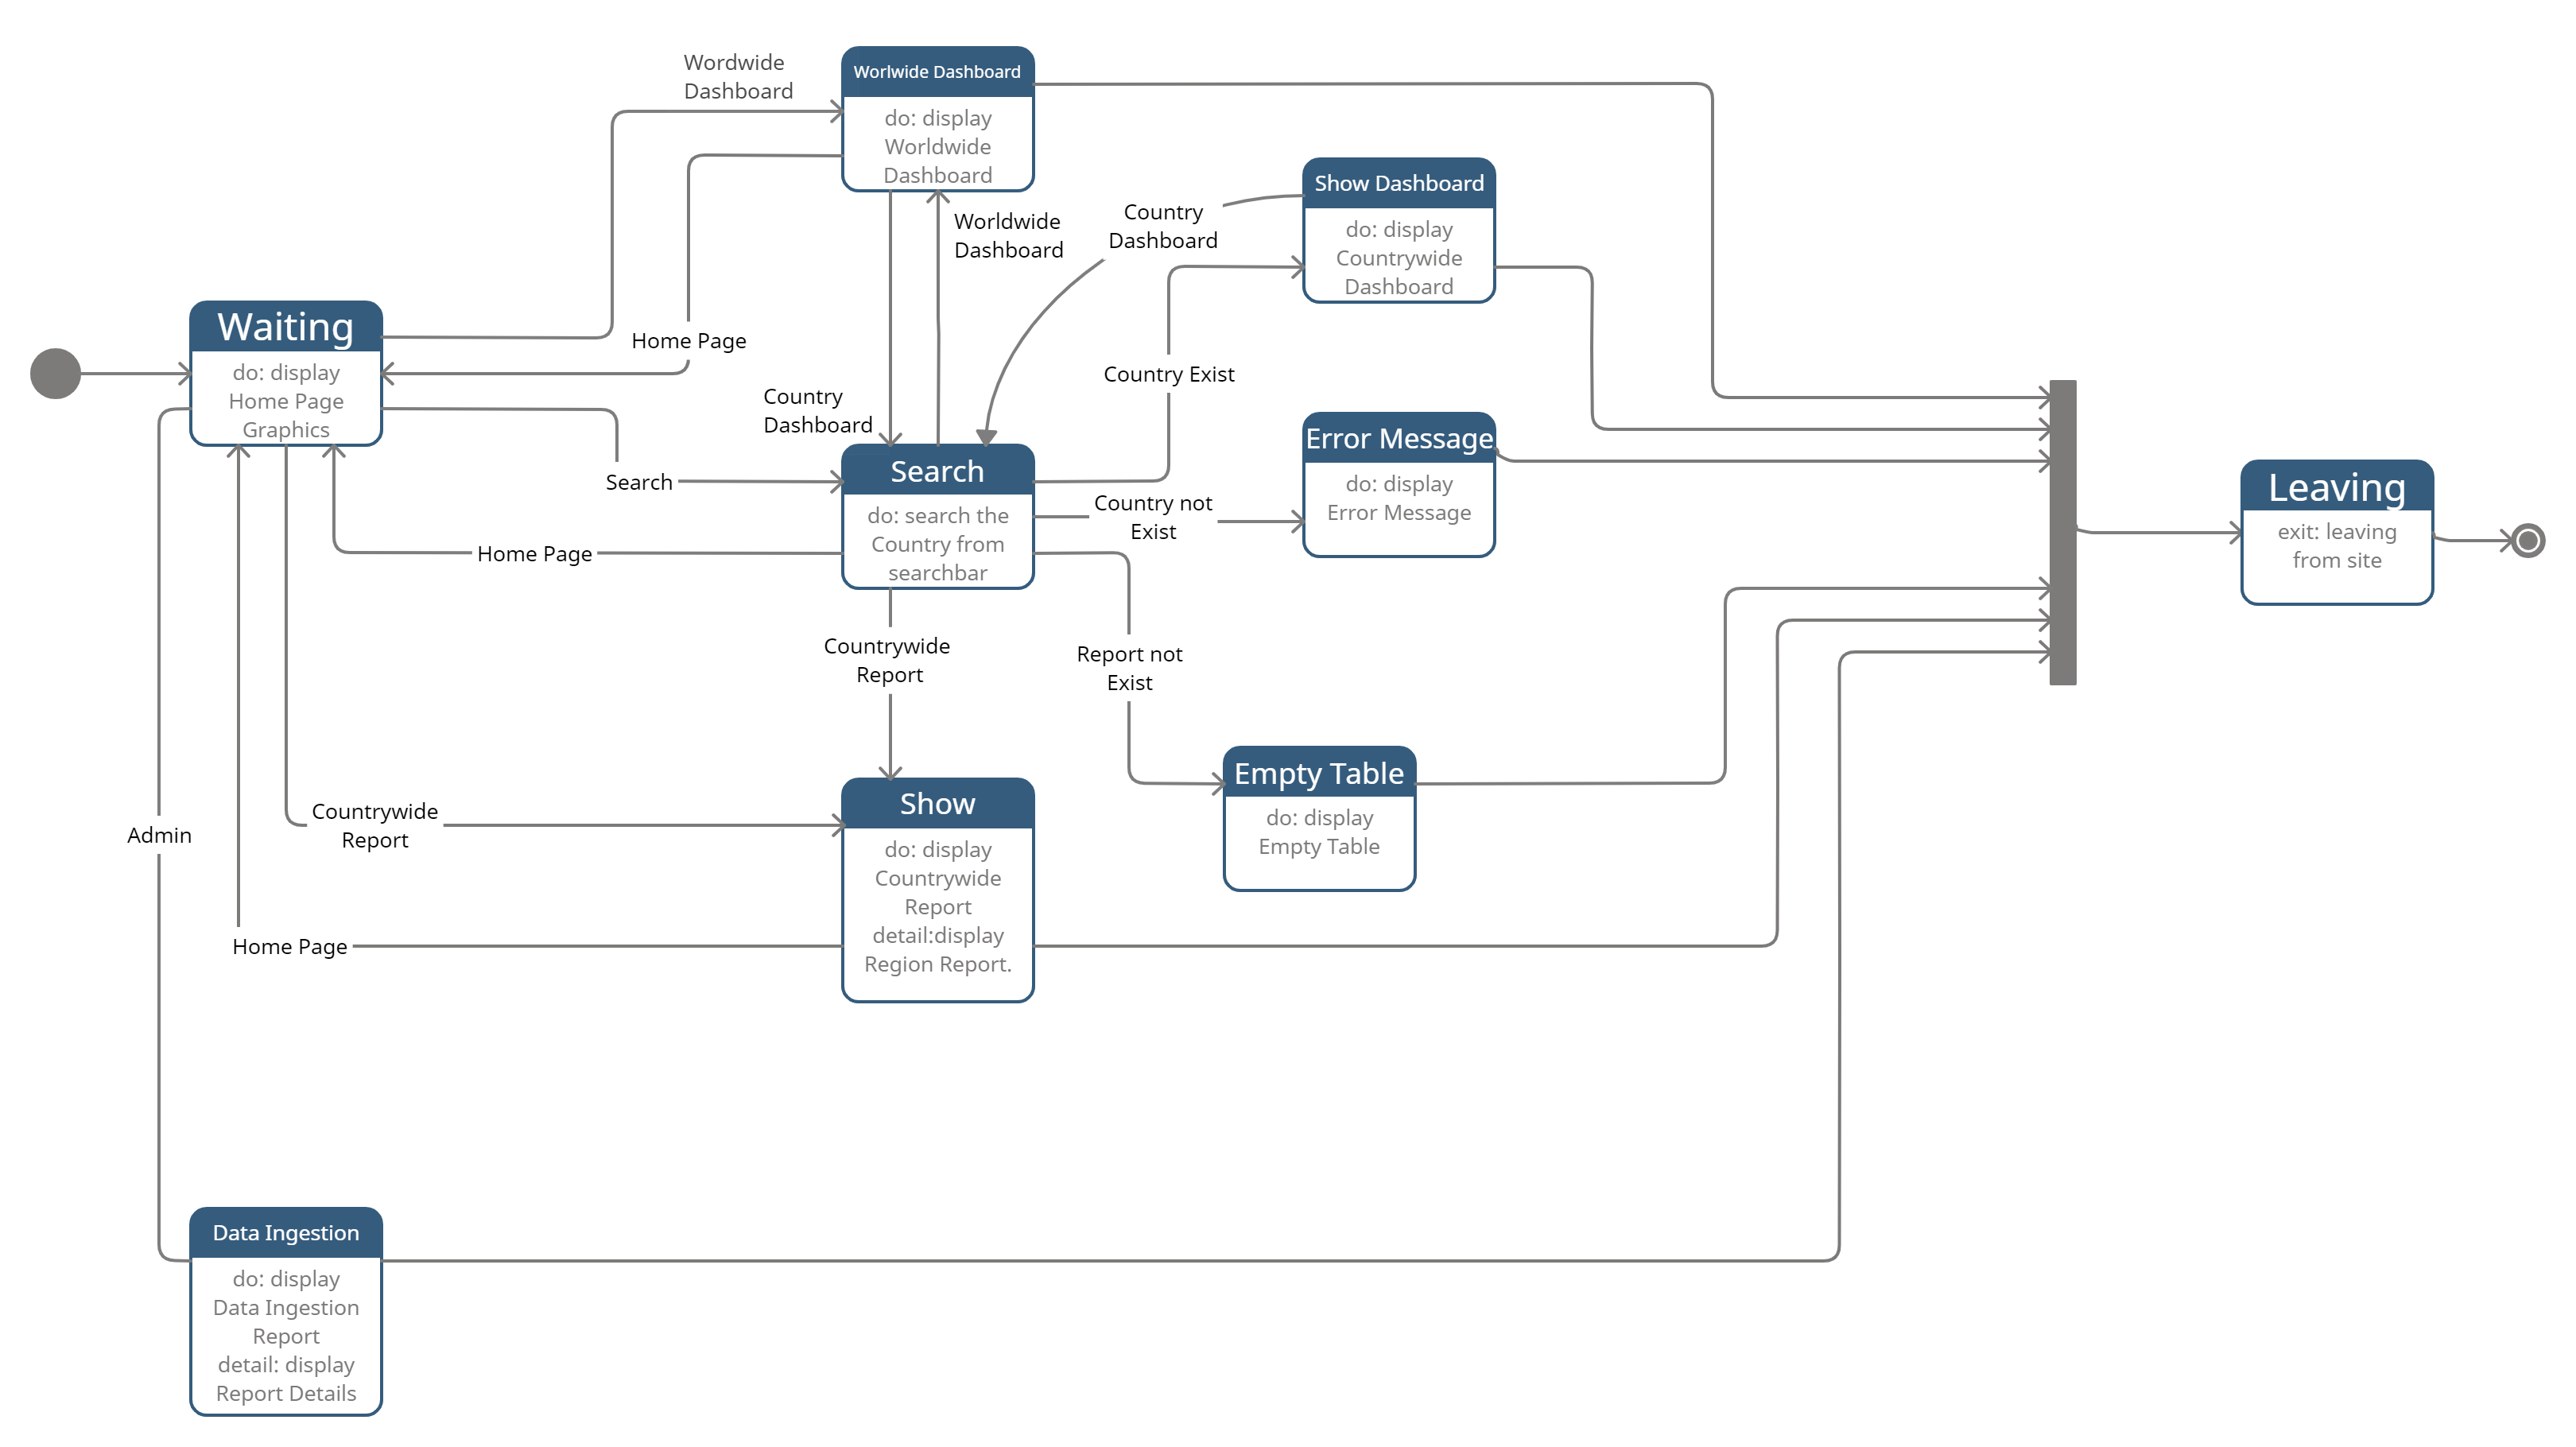 Wordwide
Dashboard
Worlwide Dashboard
do: display
Worldwide
Dashboard
Worldwide
Dashboard
Country
Dashboard
Show Dashboard
do: display
Countrywide
Dashboard
Waiting
do: display
Home Page
Graphics
Home Page
Country
Dashboard
Country Exist
Search
Search
do: search the
Country from
searchbar
Country not
Exist
Error Message
do: display
Error Message
Leaving
exit: leaving
from site
Home Page
Countrywide
Report
Report not
Exist
Admin
Countrywide
Report
Show
do: display
Countrywide
Report
detail:display
Region Report.
Empty Table
do: display
Empty Table
Home Page
Data Ingestion
do: display
Data Ingestion
Report
detail: display
Report Details